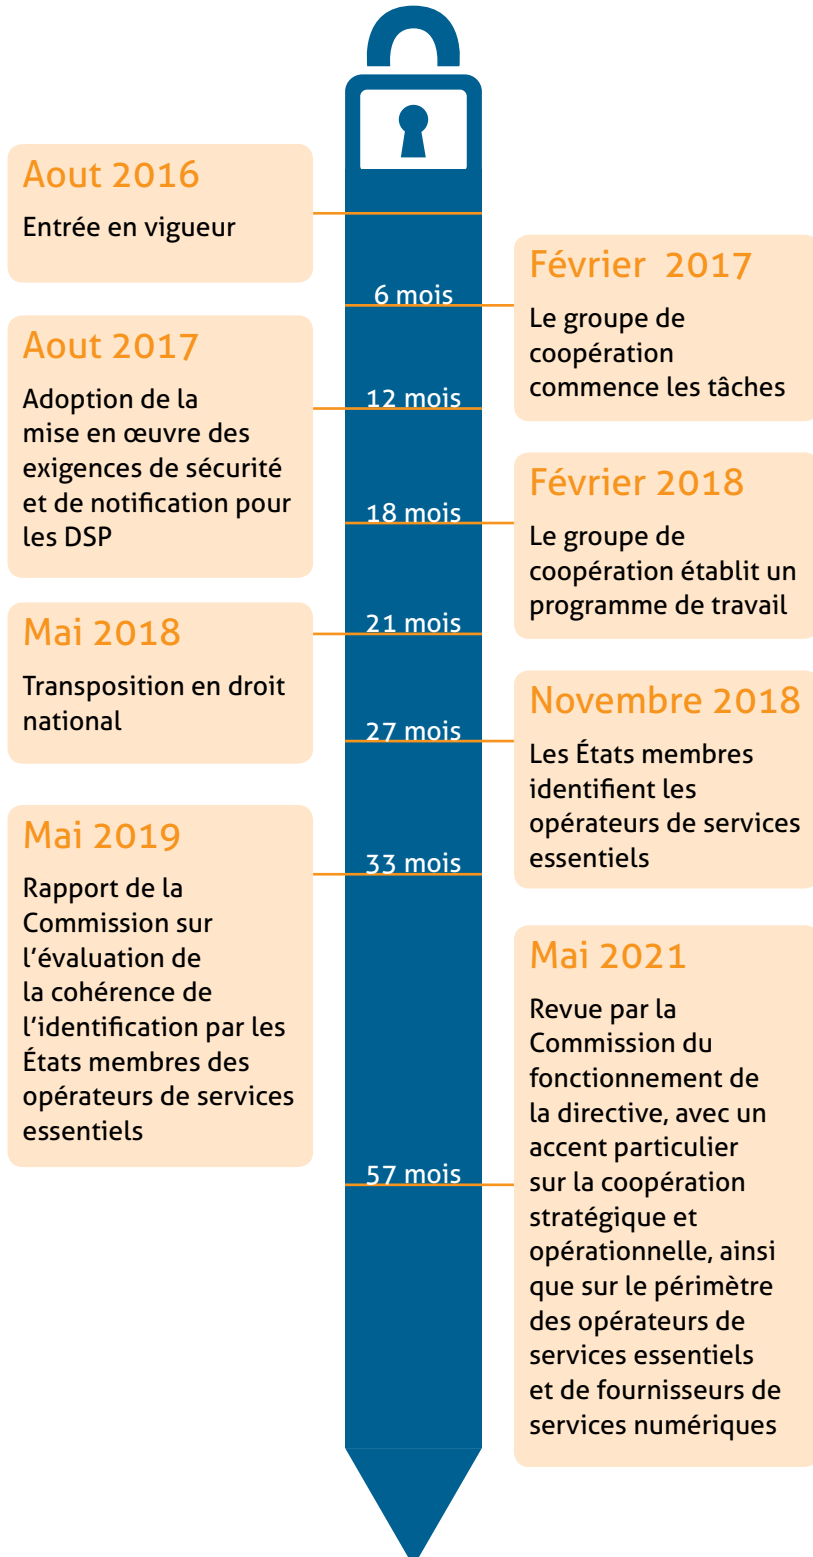 Aout 2016
Entrée en vigueur
6 mois
Février 2017
Le groupe de
coopération
commence les tâches
Aout 2017
Adoption de la
mise en œuvre des
exigences de sécurité
et de notification pour
les DSP
12 mois
18 mois
Février 2018
Le groupe de
coopération établit un
programme de travail
Mai 2018
Transposition en droit
national
21 mois
27 mois
Novembre 2018
Les États membres
identifient les
opérateurs de services
essentiels
Mai 2019
Rapport de la
Commission sur
l'évaluation de
la cohérence de
l'identification par les
États membres des
opérateurs de services
essentiels
33 mois
57 mois
Mai 2021
Revue par la
Commission du
fonctionnement de
la directive, avec un
accent particulier
sur la coopération
stratégique et
opérationnelle, ainsi
que sur le périmètre
des opérateurs de
services essentiels
et de fournisseurs de
services numériques